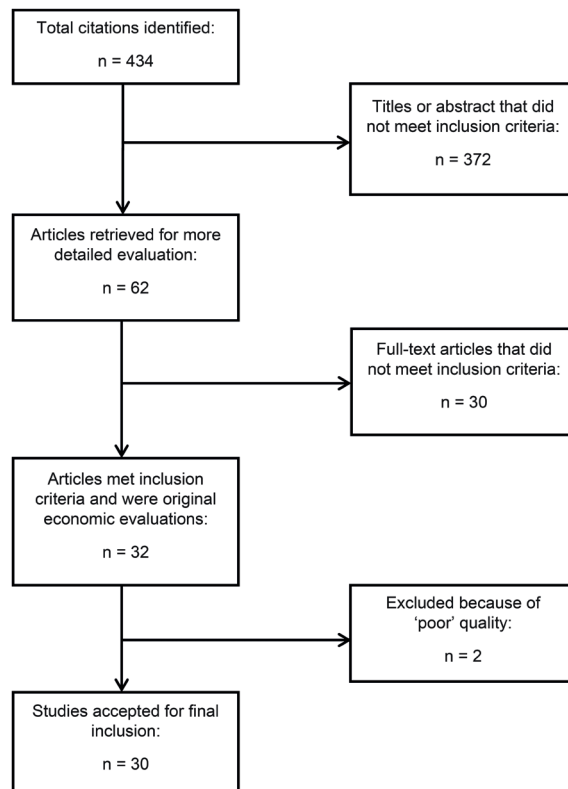 Total citations identified:
n = 434
Titles or abstract that did
not meet inclusion criteria:
n = 372
Articles retrieved for more
detailed evaluation:
n = 62
Full-text articles that did
not meet inclusion criteria:
n = 30
Articles met inclusion
criteria and were original
economic evaluations:
n = 32
Excluded because of
‘poor’ quality:
n = 2
Studies accepted for final
inclusion:
n = 30